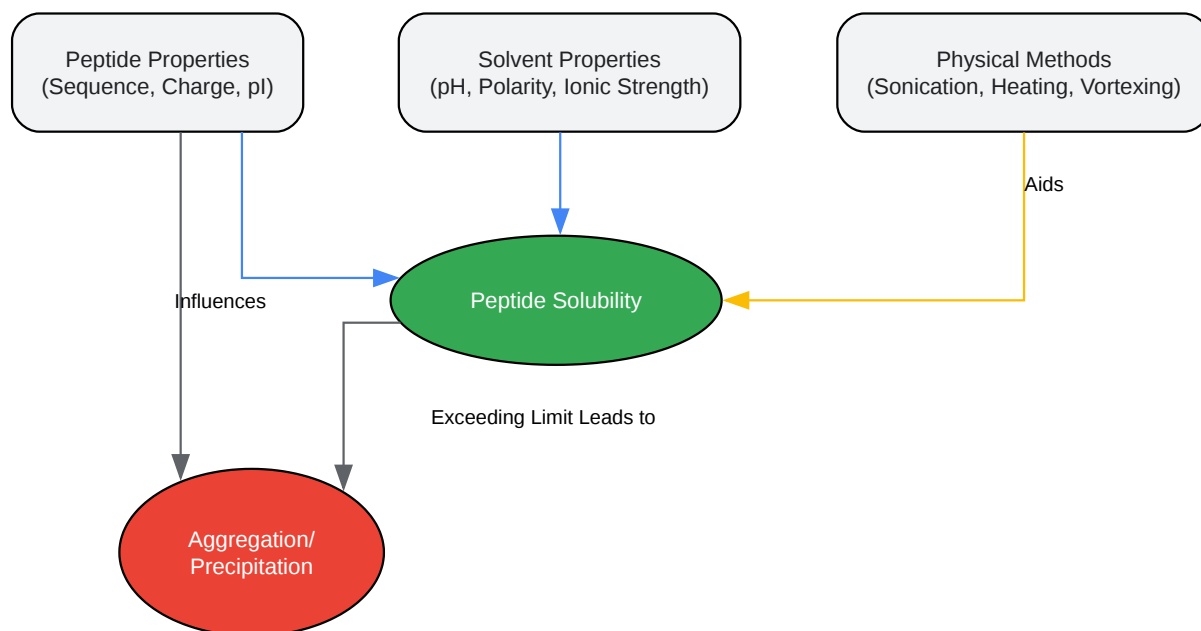 Peptide Properties
(Sequence, Charge, pI)
Solvent Properties
(pH, Polarity, Ionic Strength)
Physical Methods
(Sonication, Heating, Vortexing)
Aids
Influences
Peptide Solubility
Exceeding Limit Leads to
Aggregation/
Precipitation